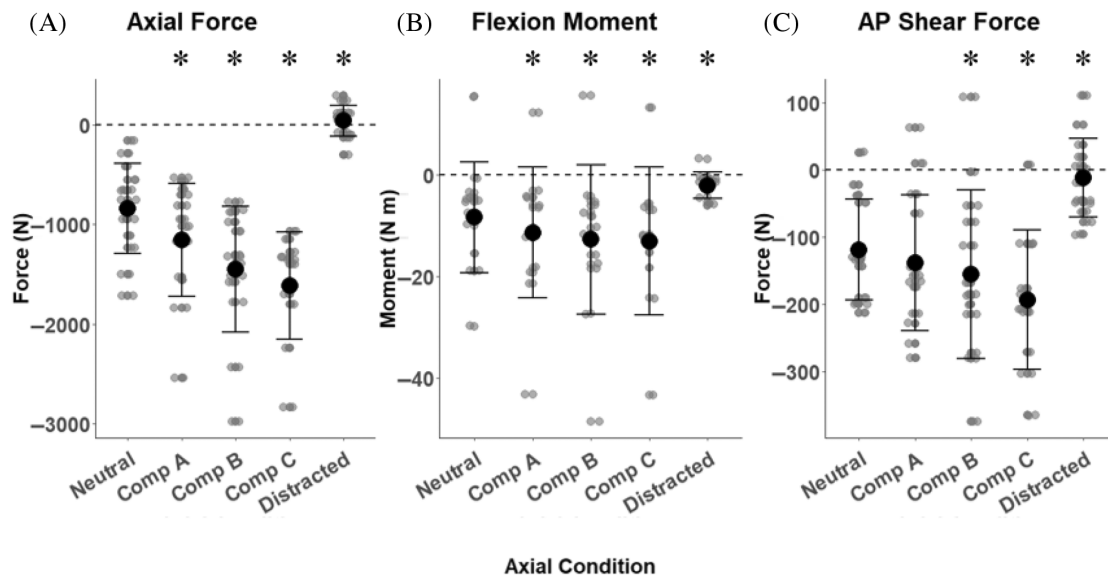 (A) Axial Force
* * * *
Force (N)
0
−1000
−2000
−3000
Neutral
Comp A
Comp B
Comp C
Distracted
(B) Flexion Moment
* * * *
Moment (N m)
0
−20
−40
Neutral
Comp A
Comp B
Comp C
Distracted
(C) AP Shear Force
* * *
Force (N)
100
0
−100
−200
−300
Neutral
Comp A
Comp B
Comp C
Distracted
Axial Condition